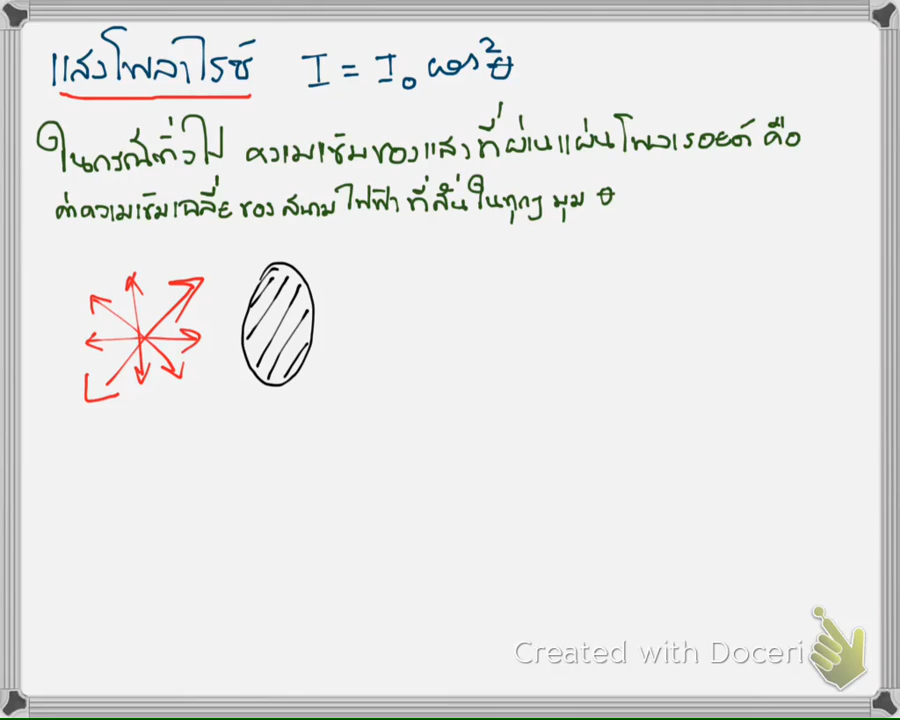 แสงโพลาไรซ์ I = I₀ cos²θ
ในกรณีทั่วไป ความเข้มของแสงที่ผ่านแผ่นโพลารอยด์ คือ
ค่าความเข้มเฉลี่ย ของ สนามไฟฟ้า ที่สั่น ในทุกๆ มุม θ
Created with Doceri